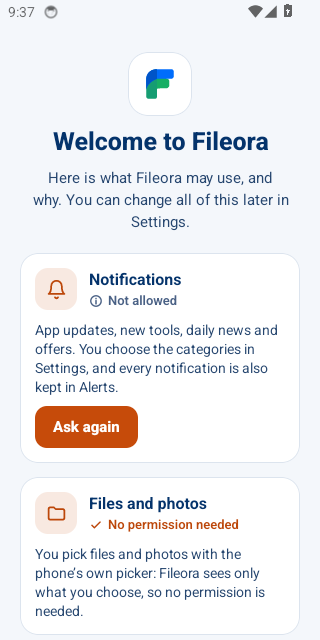 9:37
Welcome to Fileora
Here is what Fileora may use, and
why. You can change all of this later in
Settings.
Notifications
Not allowed
App updates, new tools, daily news and
offers. You choose the categories in
Settings, and every notification is also
kept in Alerts.
Ask again
Files and photos
No permission needed
You pick files and photos with the
phone’s own picker: Fileora sees only
what you choose, so no permission is
needed.